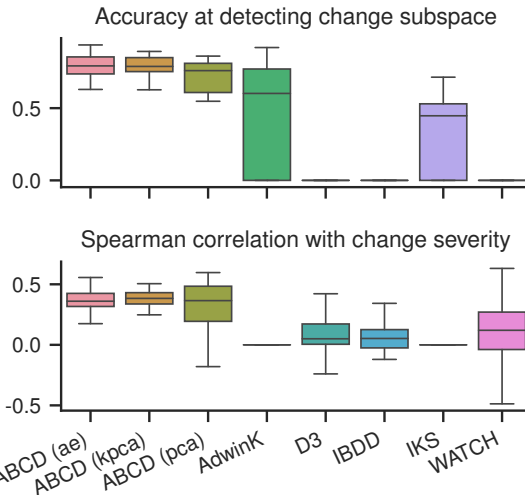 Accuracy at detecting change subspace
0.5
0.0
Spearman correlation with change severity
0.5
0.0
-0.5
ABCD (ae)
ABCD (kpca)
ABCD (pca)
AdwinK
D3
IBDD
IKS
WATCH